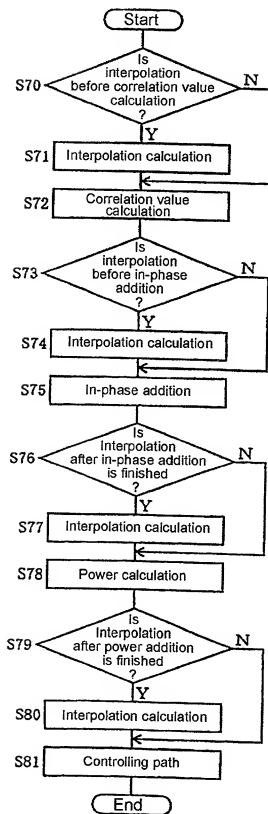 Start
Is
interpolation
before correlation value
calculation
?
S70
N
Y
S71
Interpolation calculation
S72
Correlation value
calculation
Is
interpolation
before in-phase
addition
?
S73
N
Y
S74
Interpolation calculation
S75
In-phase addition
Is
Interpolation
after in-phase addition
is finished
?
S76
N
Y
S77
Interpolation calculation
S78
Power calculation
Is
Interpolation
after power addition
is finished
?
S79
N
Y
S80
Interpolation calculation
S81
Controlling path
End